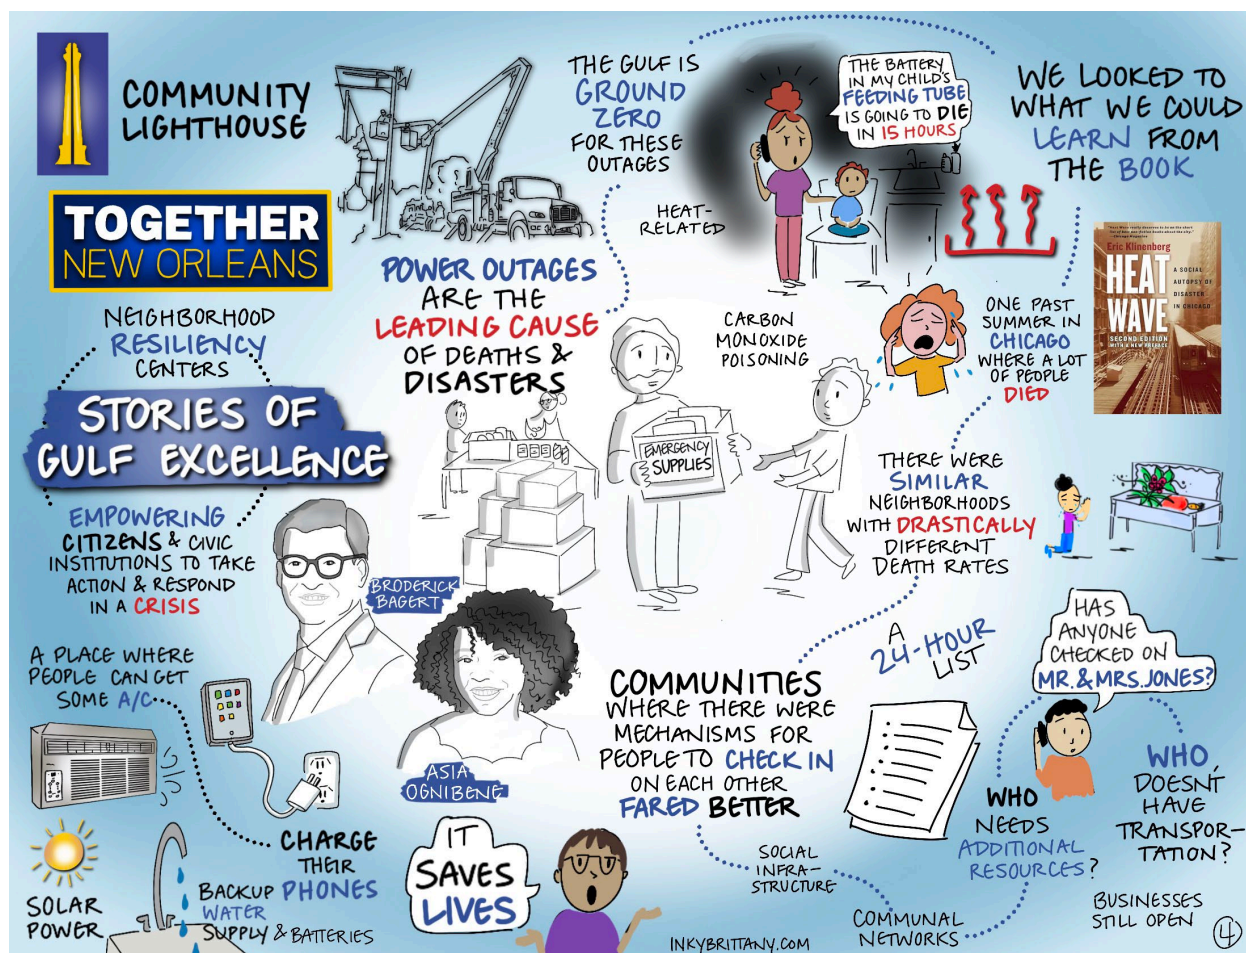 COMMUNITY
LIGHTHOUSE
TOGETHER
NEW ORLEANS
NEIGHBORHOOD
RESILIENCY
CENTERS
STORIES OF
GULF EXCELLENCE
EMPOWERING
CITIZENS & CIVIC
INSTITUTIONS TO TAKE
ACTION & RESPOND
IN A CRISIS
A PLACE WHERE
PEOPLE CAN GET
SOME A/C
CHARGE
THEIR
PHONES
SOLAR
POWER
BACKUP
WATER
SUPPLY & BATTERIES
BRODERICK
BAGERT
ASIA
OGNIBENE
IT
SAVES
LIVES
POWER OUTAGES
ARE THE
LEADING CAUSE
OF DEATHS &
DISASTERS
THE GULF IS
GROUND
ZERO
FOR THESE
OUTAGES
HEAT-
RELATED
THE BATTERY
IN MY CHILD'S
FEEDING TUBE
IS GOING TO DIE
IN 15 HOURS
CARBON
MONOXIDE
POISONING
EMERGENCY
SUPPLIES
WE LOOKED TO
WHAT WE COULD
LEARN FROM
THE BOOK
Eric Klinenberg
HEAT
WAVE
A SOCIAL
AUTOPSY OF
DISASTER
IN CHICAGO
SECOND EDITION
WITH A NEW PREFACE
ONE PAST
SUMMER IN
CHICAGO
WHERE A LOT
OF PEOPLE
DIED
THERE WERE
SIMILAR
NEIGHBORHOODS
WITH DRASTICALLY
DIFFERENT
DEATH RATES
COMMUNITIES
WHERE THERE WERE
MECHANISMS FOR
PEOPLE TO CHECK IN
ON EACH OTHER
FARED BETTER
SOCIAL
INFRA-
STRUCTURE
COMMUNAL
NETWORKS
A
24-HOUR
LIST
HAS
ANYONE
CHECKED ON
MR. & MRS. JONES?
WHO
NEEDS
ADDITIONAL
RESOURCES?
WHO
DOESN'T
HAVE
TRANSPOR-
TATION?
BUSINESSES
STILL OPEN
INKYBRITTANY.COM
4